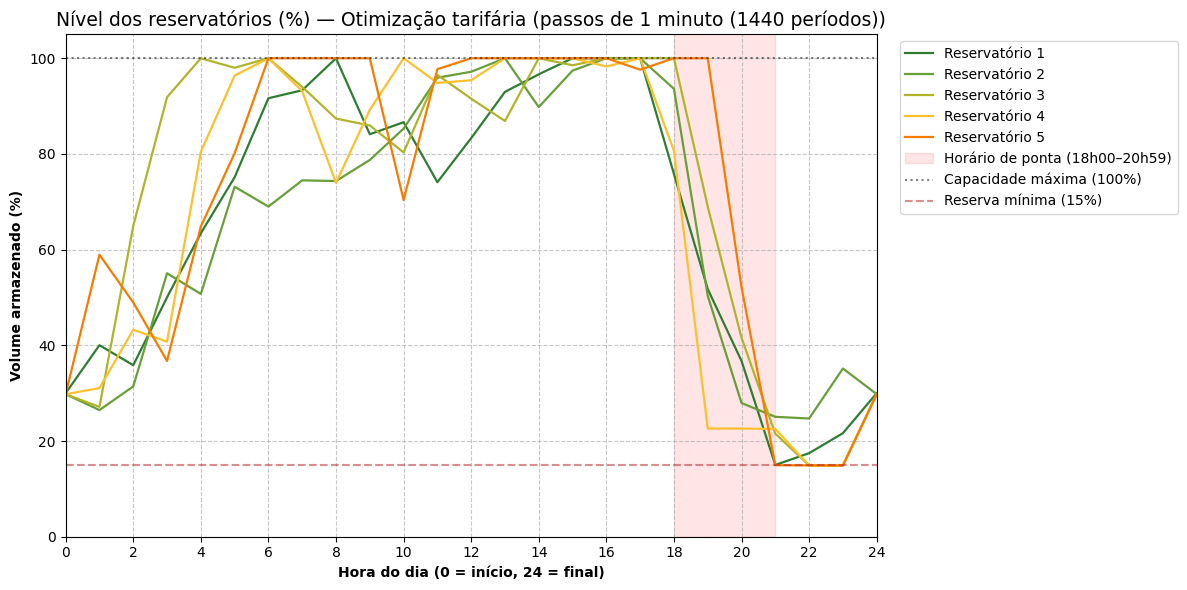 Nível dos reservatórios (%) — Otimização tarifária (passos de 1 minuto (1440 períodos))
Volume armazenado (%)
100
80
60
40
20
0
0 2 4 6 8 10 12 14 16 18 20 22 24
Hora do dia (0 = início, 24 = final)
Reservatório 1
Reservatório 2
Reservatório 3
Reservatório 4
Reservatório 5
Horário de ponta (18h00–20h59)
Capacidade máxima (100%)
Reserva mínima (15%)